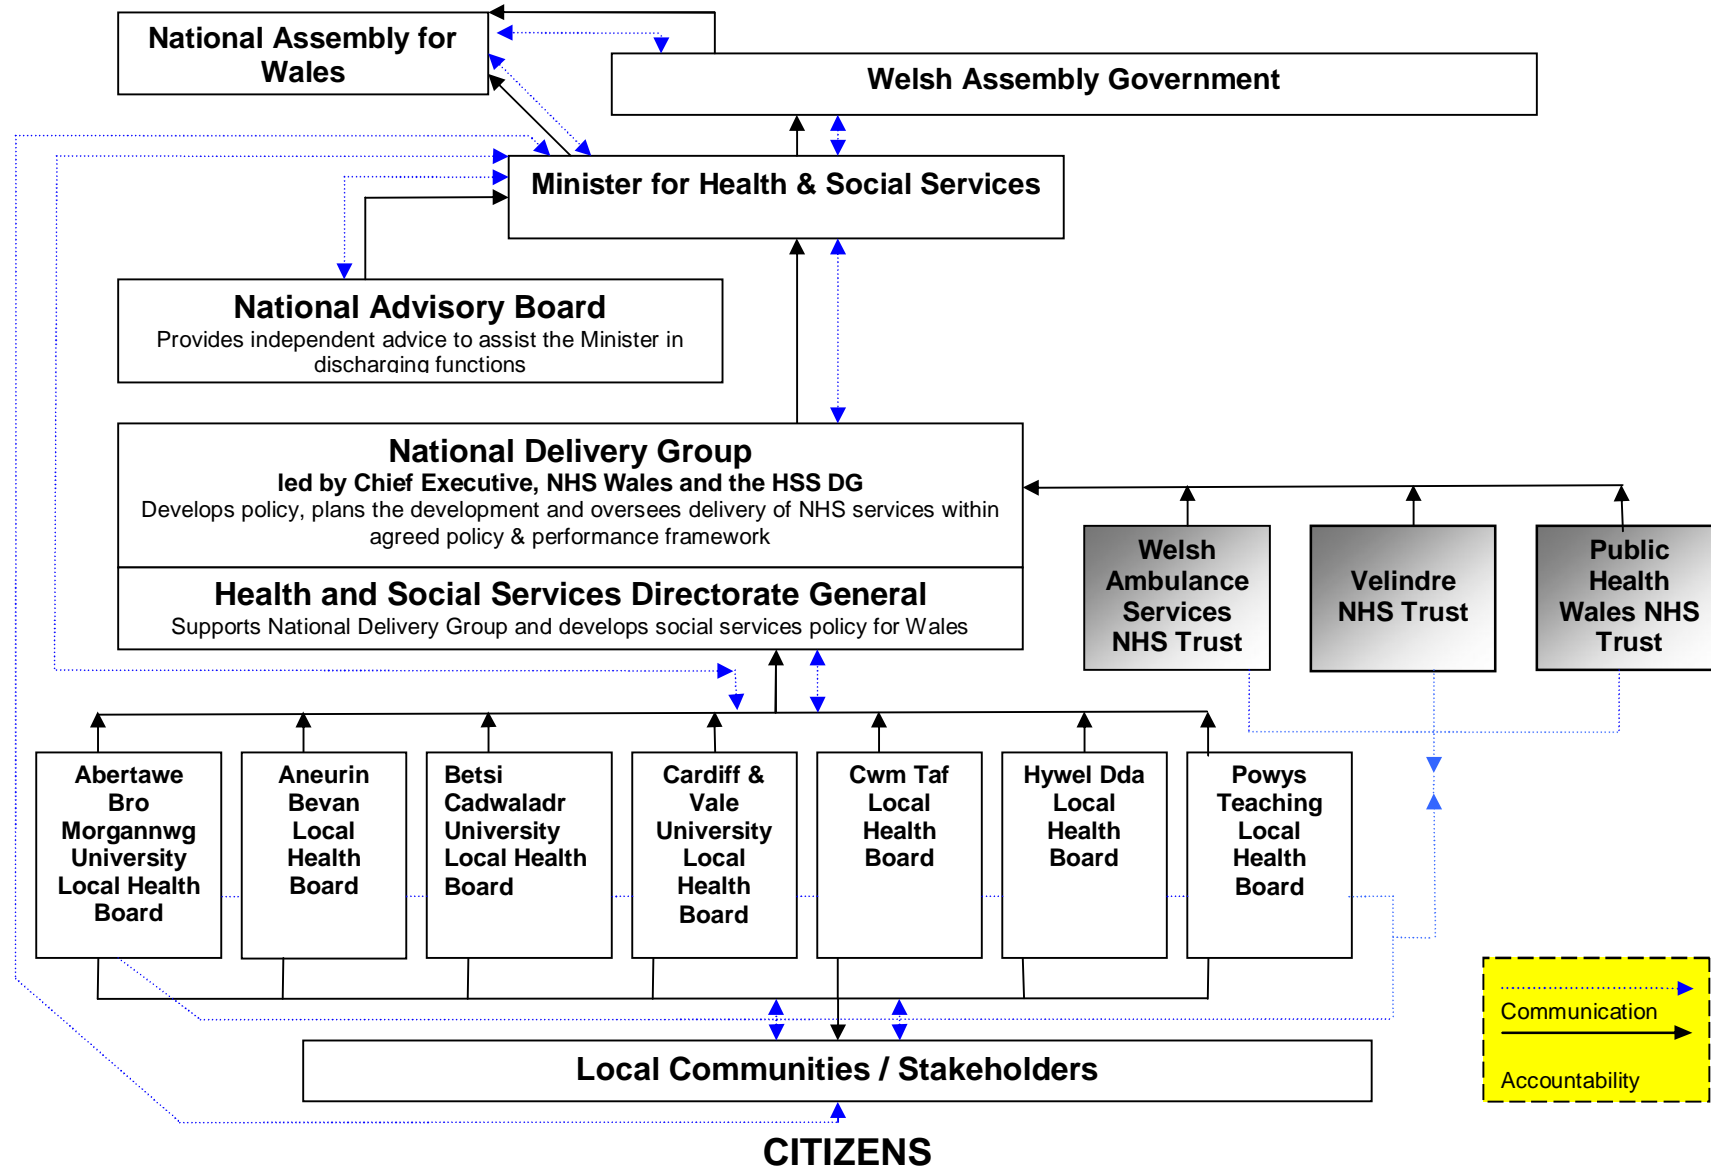 National Assembly for
Wales
Welsh Assembly Government
Minister for Health & Social Services
National Advisory Board
Provides independent advice to assist the Minister in
discharging functions
National Delivery Group
led by Chief Executive, NHS Wales and the HSS DG
Develops policy, plans the development and oversees delivery of NHS services within
agreed policy & performance framework
Health and Social Services Directorate General
Supports National Delivery Group and develops social services policy for Wales
Welsh
Ambulance
Services
NHS Trust
Velindre
NHS Trust
Public
Health
Wales NHS
Trust
Abertawe
Bro
Morgannwg
University
Local Health
Board
Aneurin
Bevan
Local
Health
Board
Betsi
Cadwaladr
University
Local Health
Board
Cardiff &
Vale
University
Local
Health
Board
Cwm Taf
Local
Health
Board
Hywel Dda
Local
Health
Board
Powys
Teaching
Local
Health
Board
Communication
Accountability
Local Communities / Stakeholders
CITIZENS